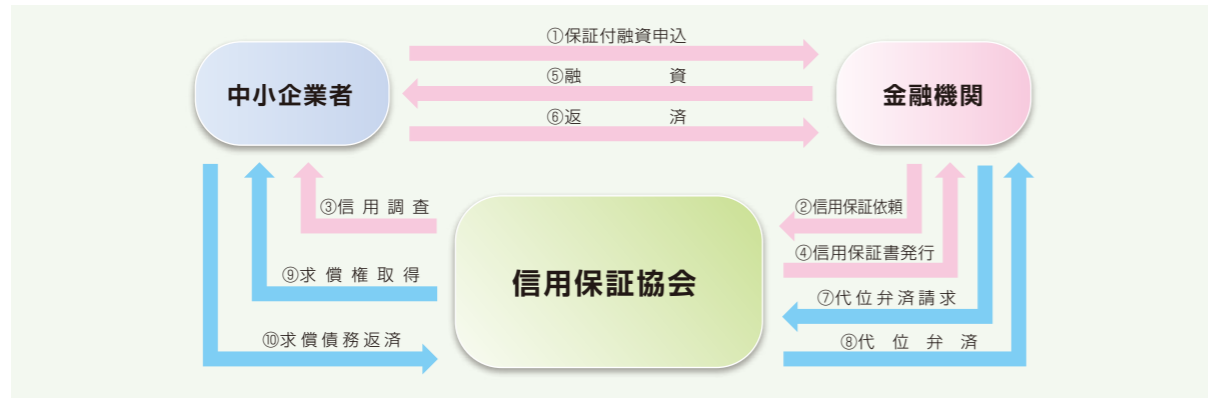 ①保証付融資申込
中小企業者
⑤融資
金融機関
⑥返済
③信用調査
②信用保証依頼
④信用保証書発行
⑨求償権取得
信用保証協会
⑦代位弁済請求
⑩求償債務返済
⑧代位弁済